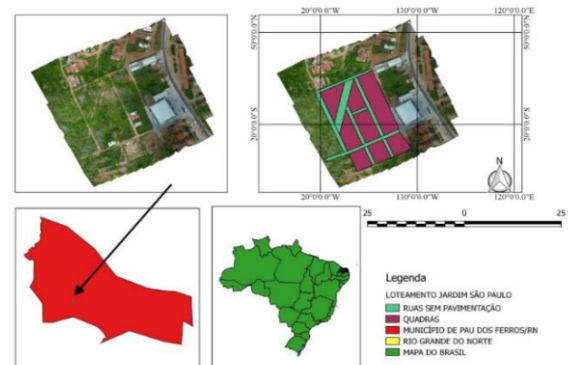 20°0'0.0"W 130°0'0.0"W 120°0'0.0"E
50°0'0.0"N 50°0'0.0"N
20°0'0.0"S 20°0'0.0"S
N
20°0'0.0"W 130°0'0.0"W 120°0'0.0"E
25 0 25
Legenda
LOTEAMENTO JARDIM SÃO PAULO
RUAS SEM PAVIMENTAÇÃO
QUADRAS
MUNICÍPIO DE PAU DOS FERROS/RN
RIO GRANDE DO NORTE
MAPA DO BRASIL